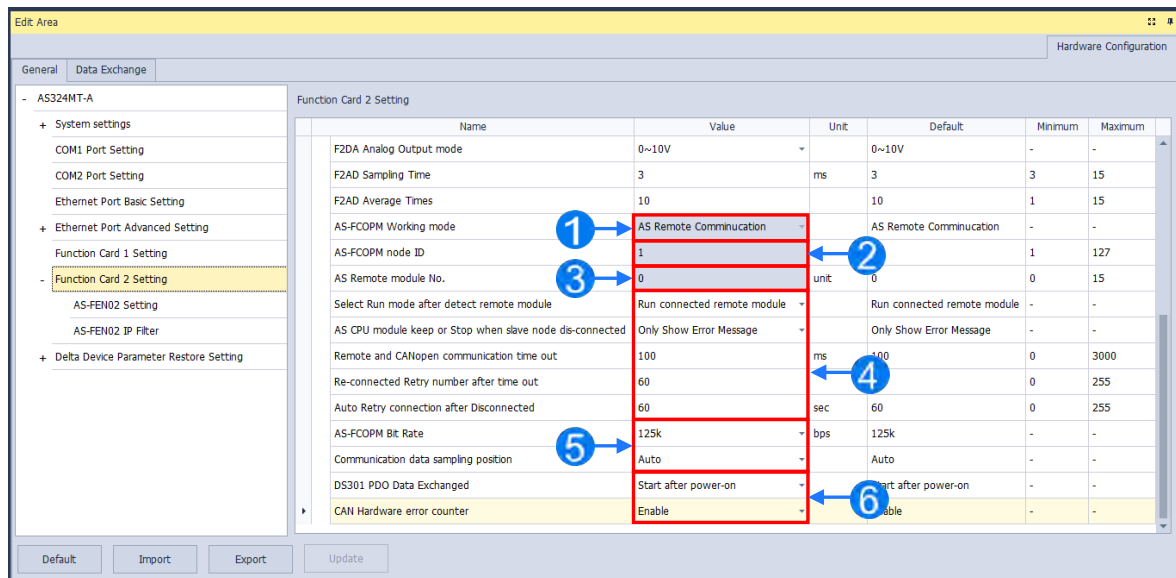 Edit Area
Hardware Configuration
General Data Exchange
- AS324MT-A
+ System settings
COM1 Port Setting
COM2 Port Setting
Ethernet Port Basic Setting
+ Ethernet Port Advanced Setting
Function Card 1 Setting
- Function Card 2 Setting
AS-FEN02 Setting
AS-FEN02 IP Filter
+ Delta Device Parameter Restore Setting
Function Card 2 Setting
Name Value Unit Default Minimum Maximum
F2DA Analog Output mode 0~10V 0~10V - -
F2AD Sampling Time 3 ms 3 3 15
F2AD Average Times 10 10 1 15
AS-FCOPM Working mode 1 AS Remote Comminucation AS Remote Comminucation - -
AS-FCOPM node ID 1 2 1 127
AS Remote module No. 3 0 unit 0 0 15
Select Run mode after detect remote module Run connected remote module Run connected remote module - -
AS CPU module keep or Stop when slave node dis-connected Only Show Error Message Only Show Error Message - -
Remote and CANopen communication time out 100 ms 100 0 3000
Re-connected Retry number after time out 60 4 0 255
Auto Retry connection after Disconnected 60 sec 60 0 255
AS-FCOPM Bit Rate 125k bps 125k - -
5
Communication data sampling position Auto Auto - -
DS301 PDO Data Exchanged Start after power-on art after power-on - -
6
CAN Hardware error counter Enable able - -
Default Import Export Update